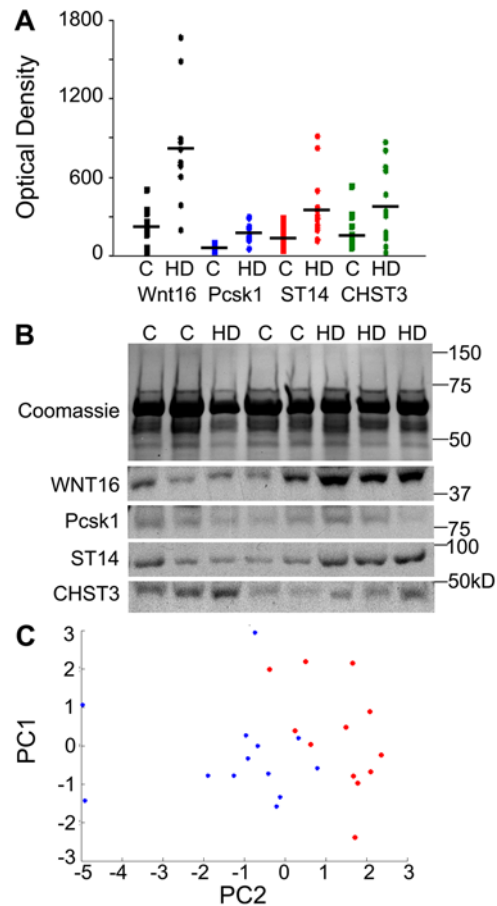 A
Optical Density
1800
1200
600
0
C HD C HD C HD C HD
Wnt16 Pcsk1 ST14 CHST3
B
C C HD C C HD HD HD
Coomassie
150
75
50
WNT16
37
Pcsk1
75
ST14
100
50kD
CHST3
C
PC1
3
2
1
0
-1
-2
-3
-5 -4 -3 -2 -1 0 1 2 3
PC2